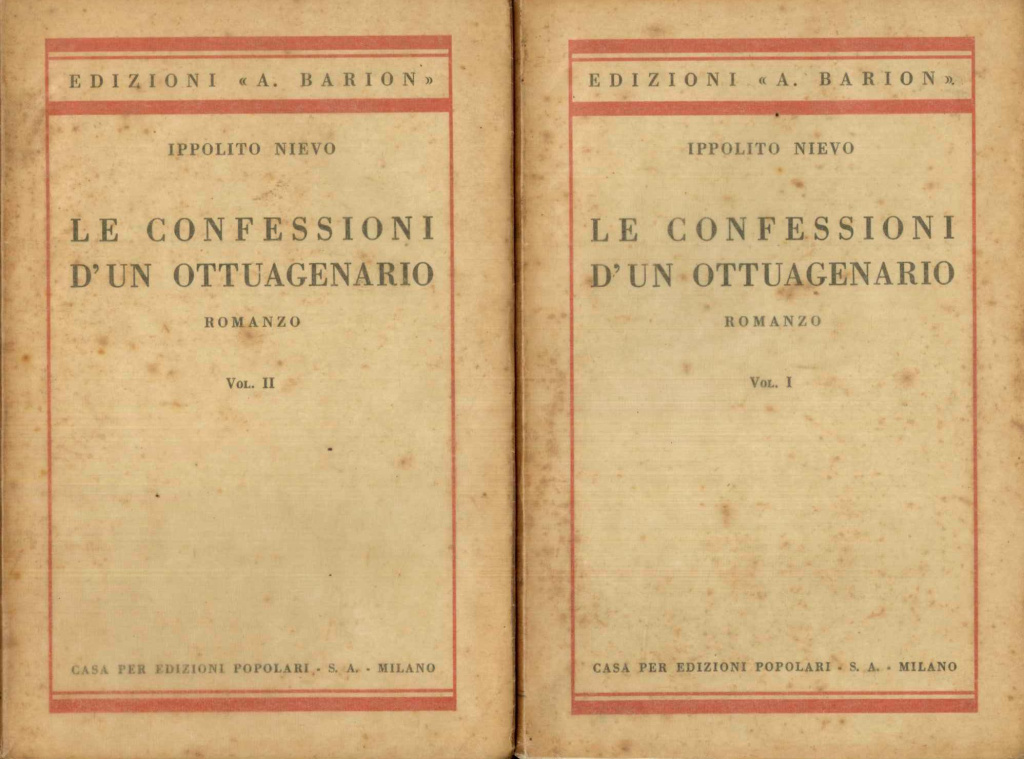 EDIZIONI « A. BARION »
IPPOLITO NIEVO
LE CONFESSIONI
D'UN OTTUAGENARIO
ROMANZO
VOL. II
CASA PER EDIZIONI POPOLARI - S. A. - MILANO
EDIZIONI « A. BARION »
IPPOLITO NIEVO
LE CONFESSIONI
D'UN OTTUAGENARIO
ROMANZO
VOL. I
CASA PER EDIZIONI POPOLARI - S. A. - MILANO